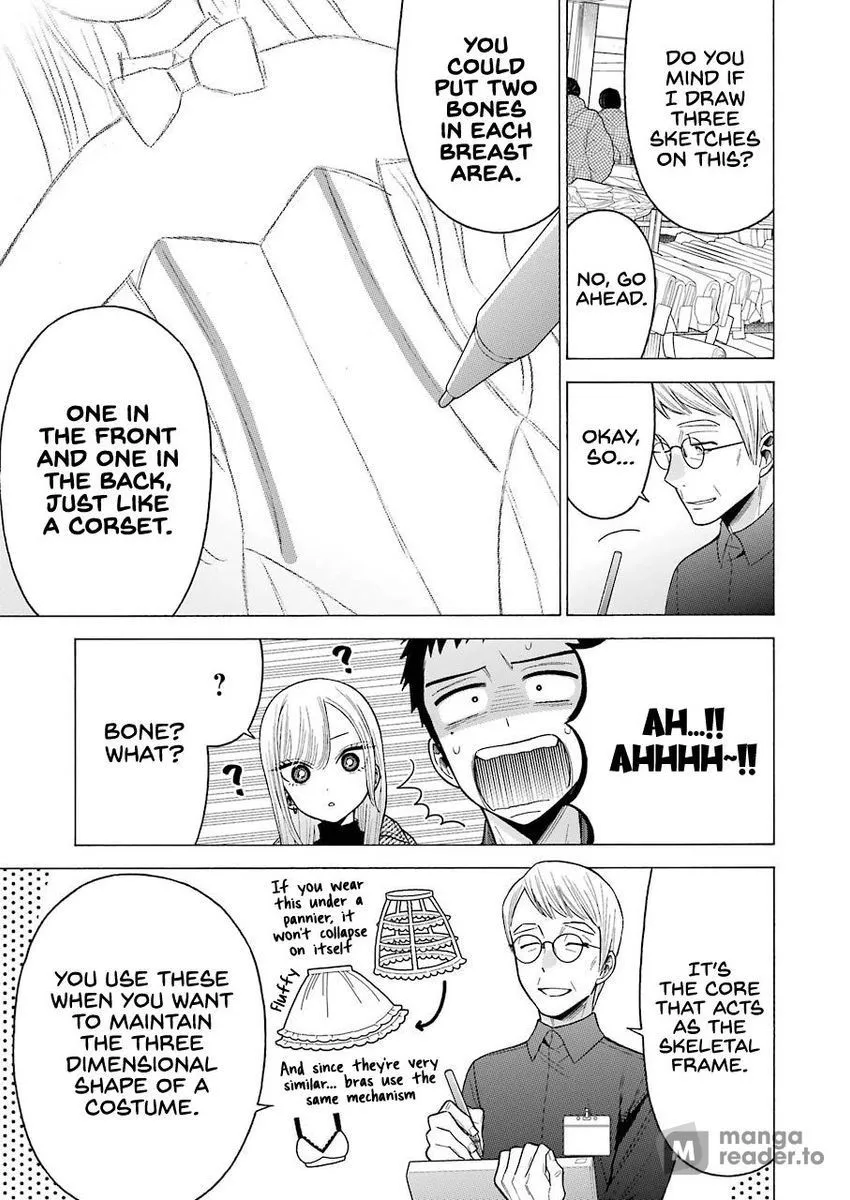 DO YOU
MIND IF
I DRAW
THREE
SKETCHES
ON THIS?
NO, GO
AHEAD.
OKAY,
SO...
YOU
COULD
PUT TWO
BONES
IN EACH
BREAST
AREA.
ONE IN
THE FRONT
AND ONE IN
THE BACK,
JUST LIKE
A CORSET.
AH...!!
AHHHH~!!
?
?
?
BONE?
WHAT?
IT'S
THE CORE
THAT ACTS
AS THE
SKELETAL
FRAME.
If you wear
this under a
pannier, it
won't collapse
on itself
Fluffy
And since they're very
similar... bras use the
same mechanism
YOU USE THESE
WHEN YOU WANT
TO MAINTAIN
THE THREE
DIMENSIONAL
SHAPE OF A
COSTUME.
M manga
reader.to